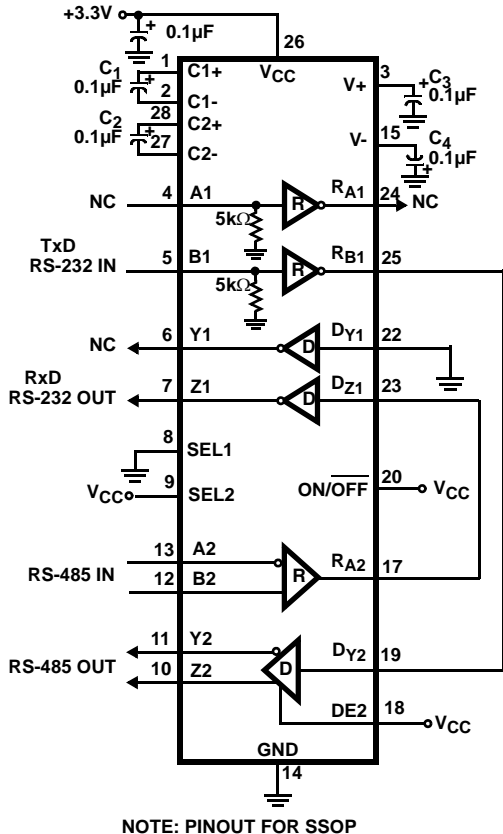 +3.3V
0.1µF
26
VCC
1
C1+
C1
0.1µF
2
C1-
28
C2+
C2
0.1µF
27
C2-
3
V+
C3
0.1µF
15
V-
C4
0.1µF
NC
4
A1
5kΩ
R
RA1
24
NC
TxD
RS-232 IN
5
B1
5kΩ
R
RB1
25
NC
6
Y1
D
DY1
22
RxD
RS-232 OUT
7
Z1
D
DZ1
23
8
SEL1
VCC
9
SEL2
ON/OFF
20
VCC
RS-485 IN
13
A2
12
B2
R
RA2
17
RS-485 OUT
11
Y2
10
Z2
D
DY2
19
DE2
18
VCC
GND
14
NOTE: PINOUT FOR SSOP